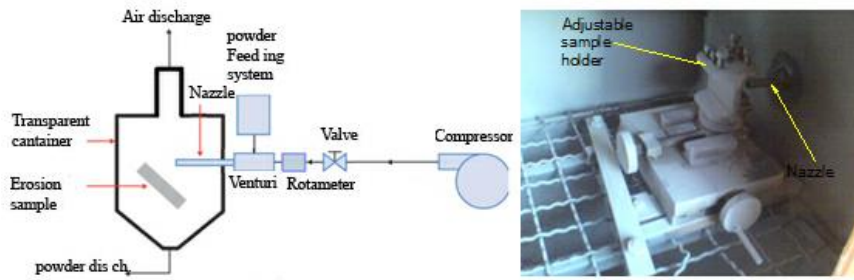 Air discharge
powder
Feed ing
system
Nazzle
Transparent
cantainer
Valve
Compressor
Erosion
sample
Venturi
Rotameter
powder dis ch
Adjustable
sample
holder
Nazzle